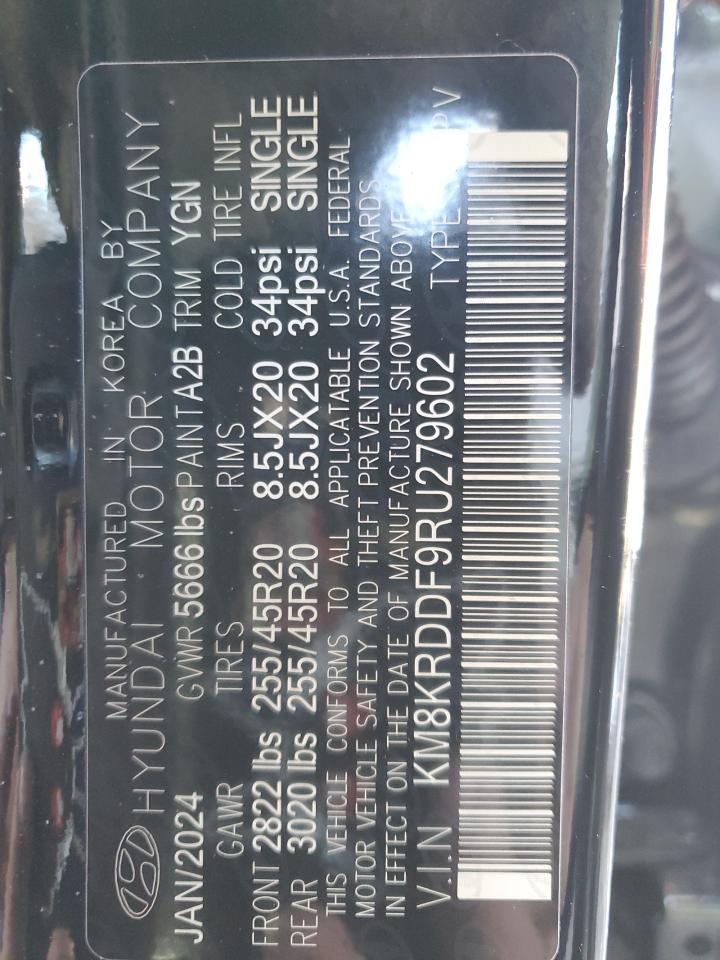 MANUFACTURED IN KOREA BY
HYUNDAI MOTOR COMPANY
JAN/2024 GVWR 5666 lbs PAINT A2B TRIM YGN
GAWR TIRES RIMS COLD TIRE INFL
FRONT 2822 lbs 255/45R20 8.5JX20 34psi SINGLE
REAR 3020 lbs 255/45R20 8.5JX20 34psi SINGLE
THIS VEHICLE CONFORMS TO ALL APPLICATABLE U.S.A. FEDERAL
MOTOR VEHICLE SAFETY AND THEFT PREVENTION STANDARDS
IN EFFECT ON THE DATE OF MANUFACTURE SHOWN ABOVE
V.I.N KM8KRDDF9RU279602 TYPE